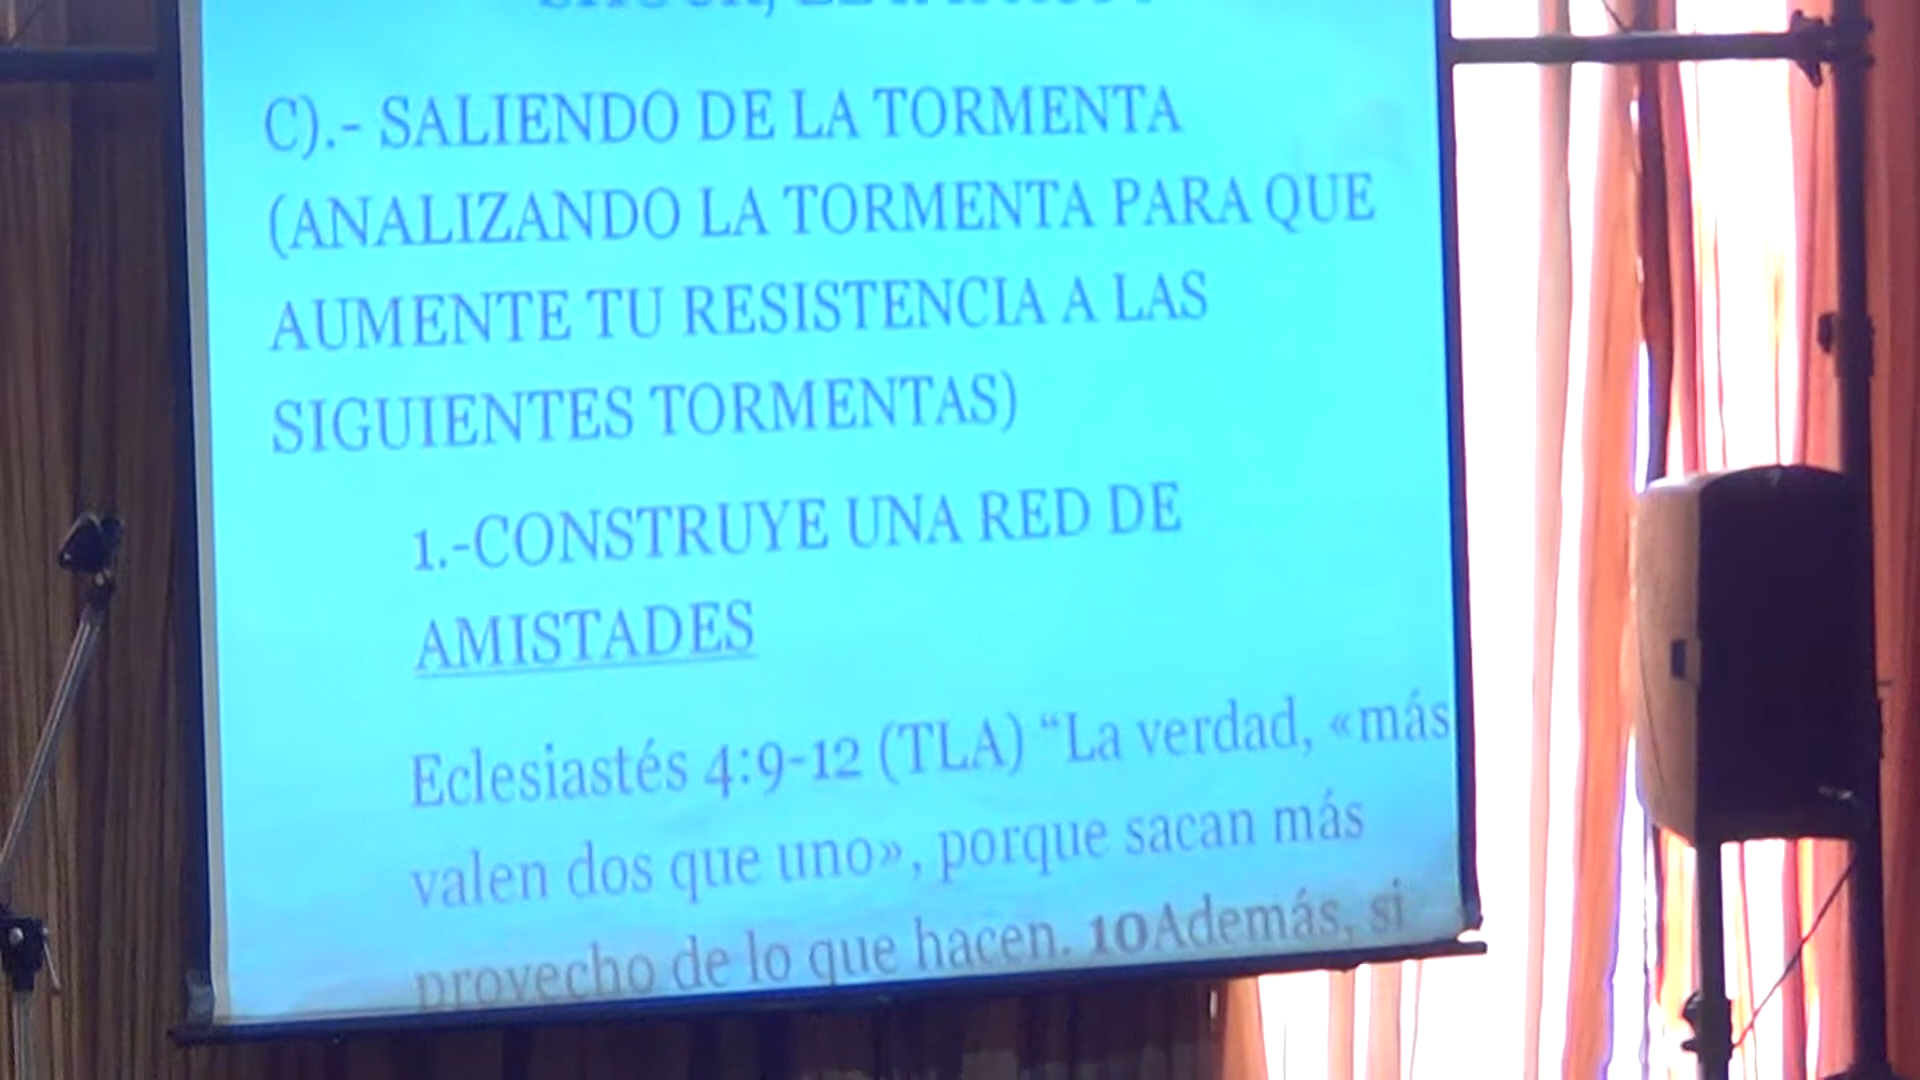 C).- SALIENDO DE LA TORMENTA
(ANALIZANDO LA TORMENTA PARA QUE
AUMENTE TU RESISTENCIA A LAS
SIGUIENTES TORMENTAS)
1.-CONSTRUYE UNA RED DE
AMISTADES
Eclesiastés 4:9-12 (TLA) “La verdad, «más
valen dos que uno», porque sacan más
provecho de lo que hacen. 10Además, si